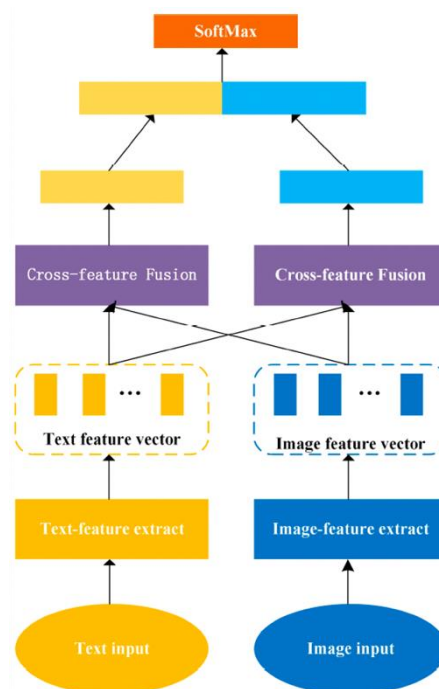 SoftMax
Cross-feature Fusion
Cross-feature Fusion
...
...
Text feature vector
Image feature vector
Text-feature extract
Image-feature extract
Text input
Image input